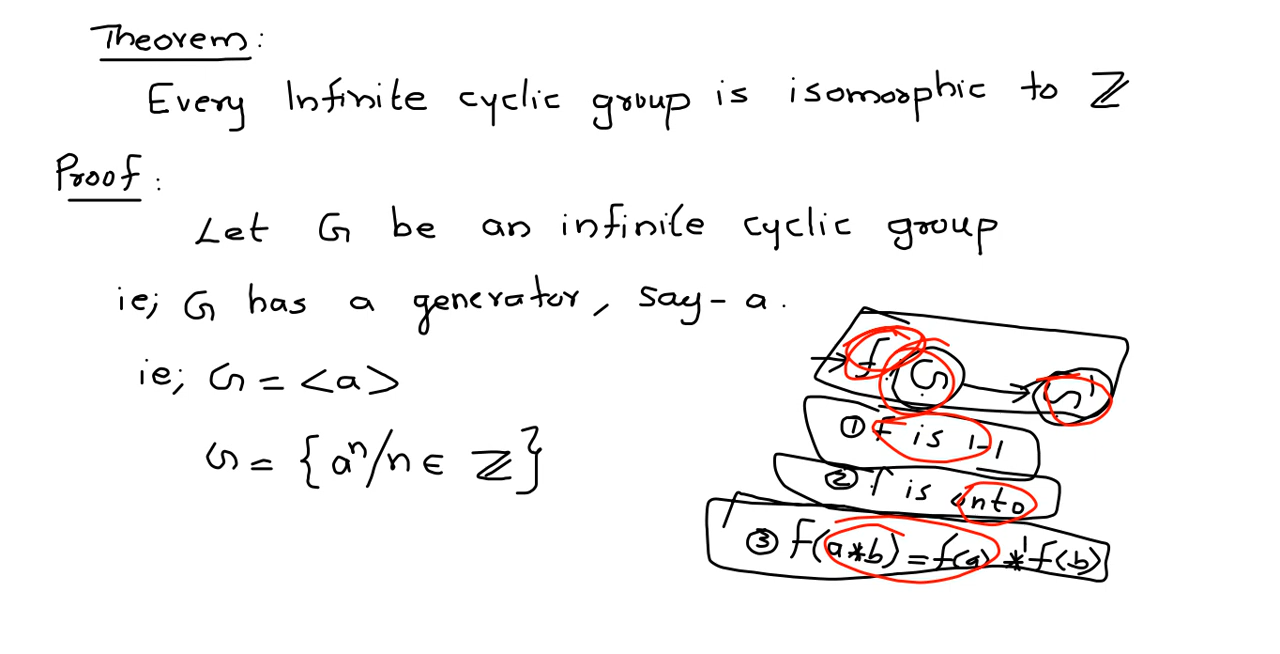 Theorem:
Every Infinite cyclic group is isomorphic to ℤ
Proof:
Let G be an infinite cyclic group
ie; G has a generator, say - a.
ie; G = <a>
G = {aⁿ/n ∈ ℤ}
→ f: G → G'
① f is 1-1
② f is onto
③ f(a*b) = f(a) *' f(b)